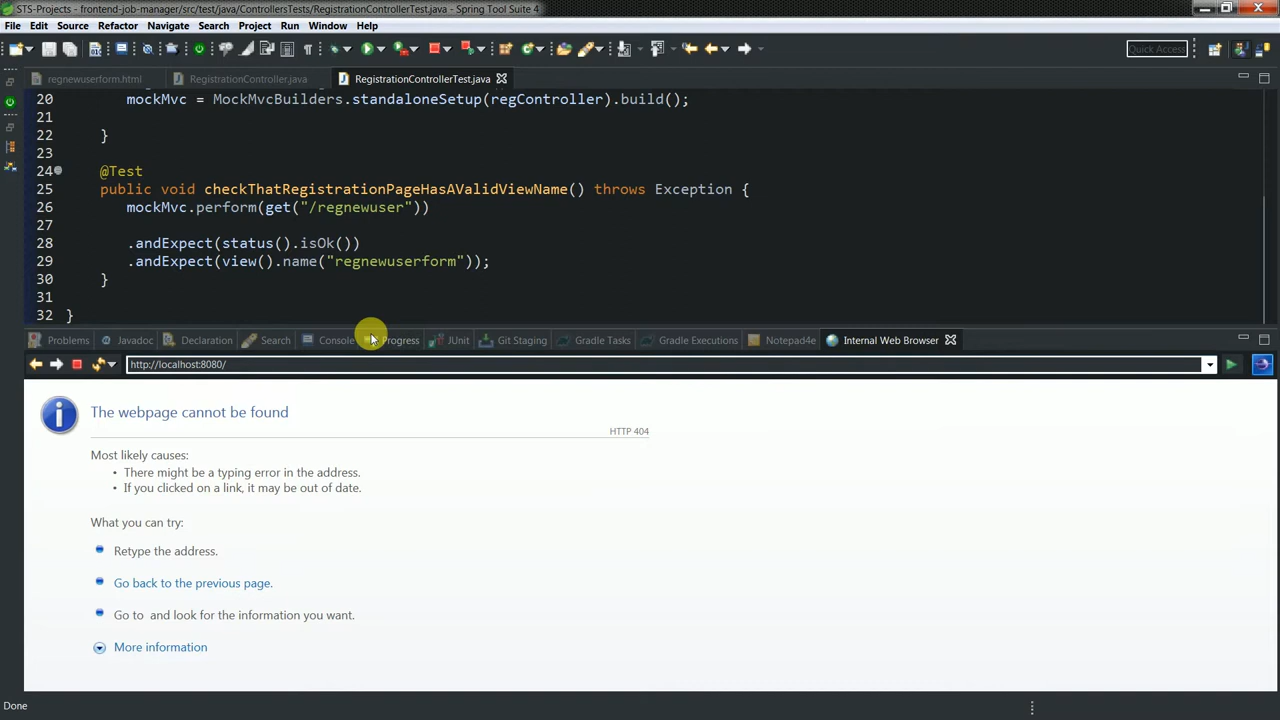 STS-Projects - frontend-job-manager/src/test/java/ControllersTests/RegistrationControllerTest.java - Spring Tool Suite 4
File Edit Source Refactor Navigate Search Project Run Window Help
Quick Access
regnewuserform.html RegistrationController.java RegistrationControllerTest.java
20 mockMvc = MockMvcBuilders.standaloneSetup(regController).build();
21
22 }
23
24 @Test
25 public void checkThatRegistrationPageHasAValidViewName() throws Exception {
26 mockMvc.perform(get("/regnewuser"))
27
28 .andExpect(status().isOk())
29 .andExpect(view().name("regnewuserform"));
30 }
31
32 }
Problems Javadoc Declaration Search Console Progress JUnit Git Staging Gradle Tasks Gradle Executions Notepad4e Internal Web Browser
http://localhost:8080/
The webpage cannot be found
HTTP 404
Most likely causes:
• There might be a typing error in the address.
• If you clicked on a link, it may be out of date.
What you can try:
Retype the address.
Go back to the previous page.
Go to and look for the information you want.
More information
Done